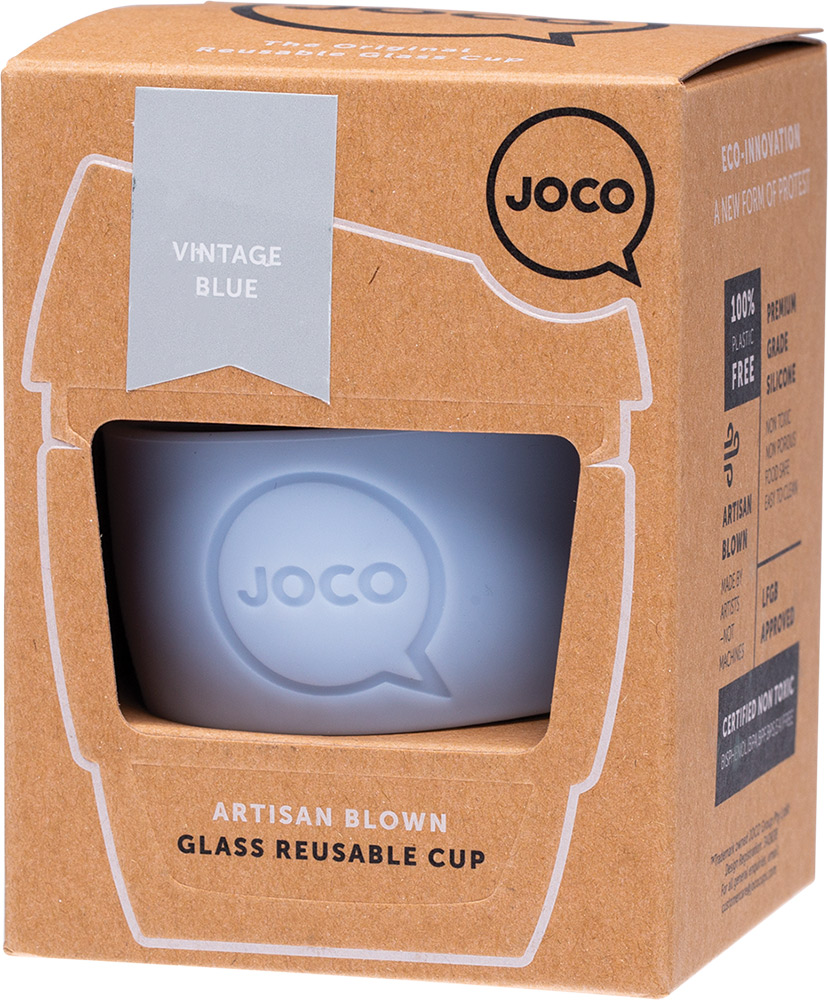 The Original
Reusable Glass Cup
VINTAGE
BLUE
JOCO
JOCO
ARTISAN BLOWN
GLASS REUSABLE CUP
ECO-INNOVATION
A NEW FORM OF PROTEST
100%
PLASTIC
FREE
ARTISAN
BLOWN
MADE BY
ARTISTS
–NOT
MACHINES
PREMIUM
GRADE
SILICONE
NON TOXIC
NON POROUS
FOOD SAFE
EASY TO CLEAN
LFGB
APPROVED
CERTIFIED NON TOXIC